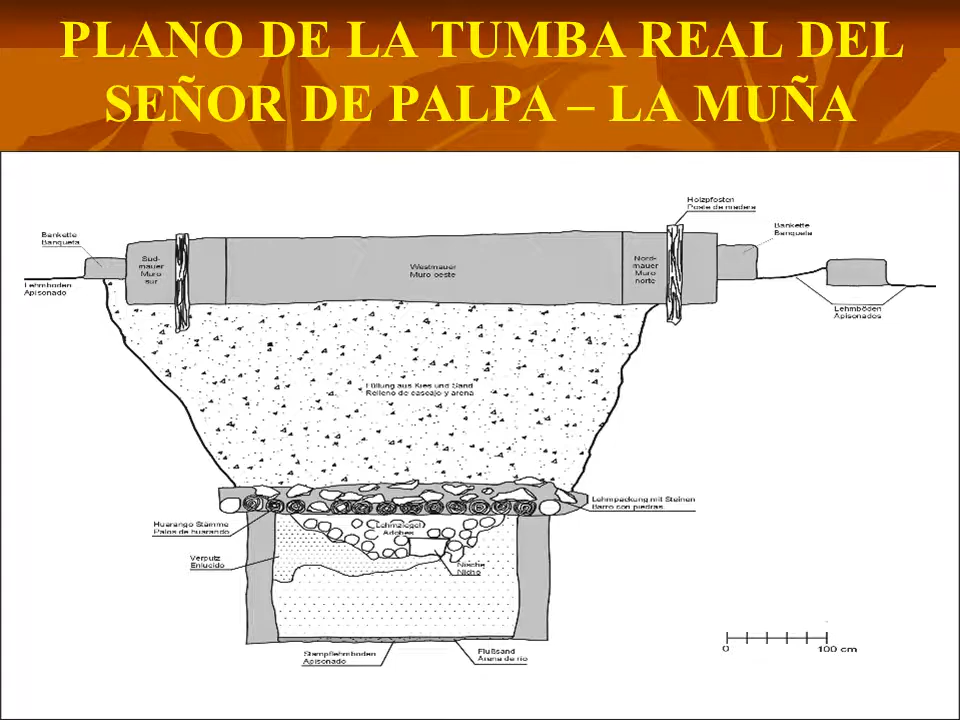 PLANO DE LA TUMBA REAL DEL
SEÑOR DE PALPA – LA MUÑA
Holzpfosten
Poste de madera
Bankette
Banqueta
Bankette
Banqueta
Süd-
mauer
Muro
sur
Westmauer
Muro oeste
Nord-
mauer
Muro
norte
Lehmboden
Apisonado
Lehmböden
Apisonados
Füllung aus Kies und Sand
Relleno de cascajo y arena
Lehmpackung mit Steinen
Barro con piedras
Huarango Stämme
Palos de huarando
Lehmziegel
Adobes
Verputz
Enlucido
Nische
Nicho
Stampflehmboden
Apisonado
Flußsand
Arena de río
0 100 cm